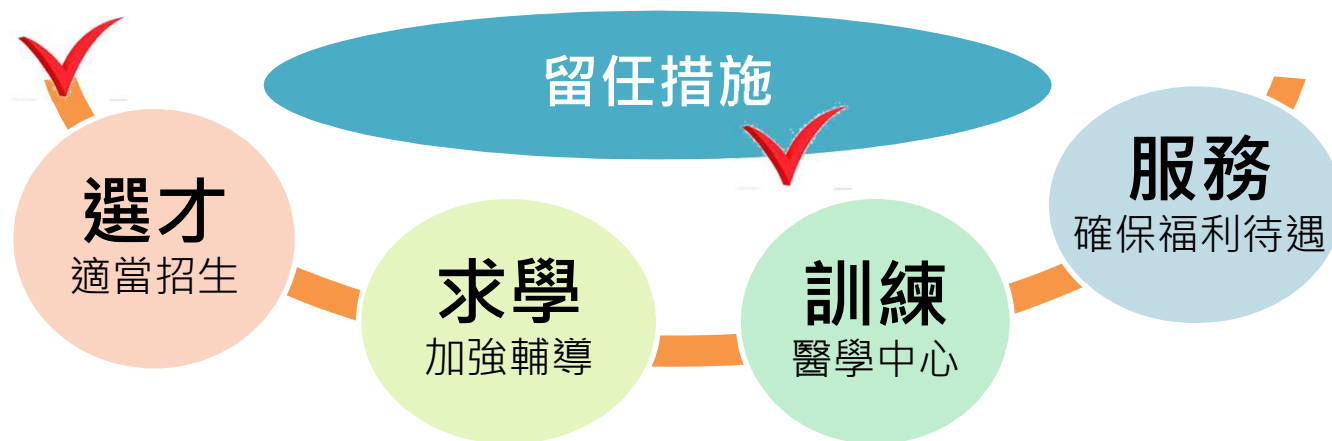 留任措施
選才
適當招生
求學
加強輔導
訓練
醫學中心
服務
確保福利待遇